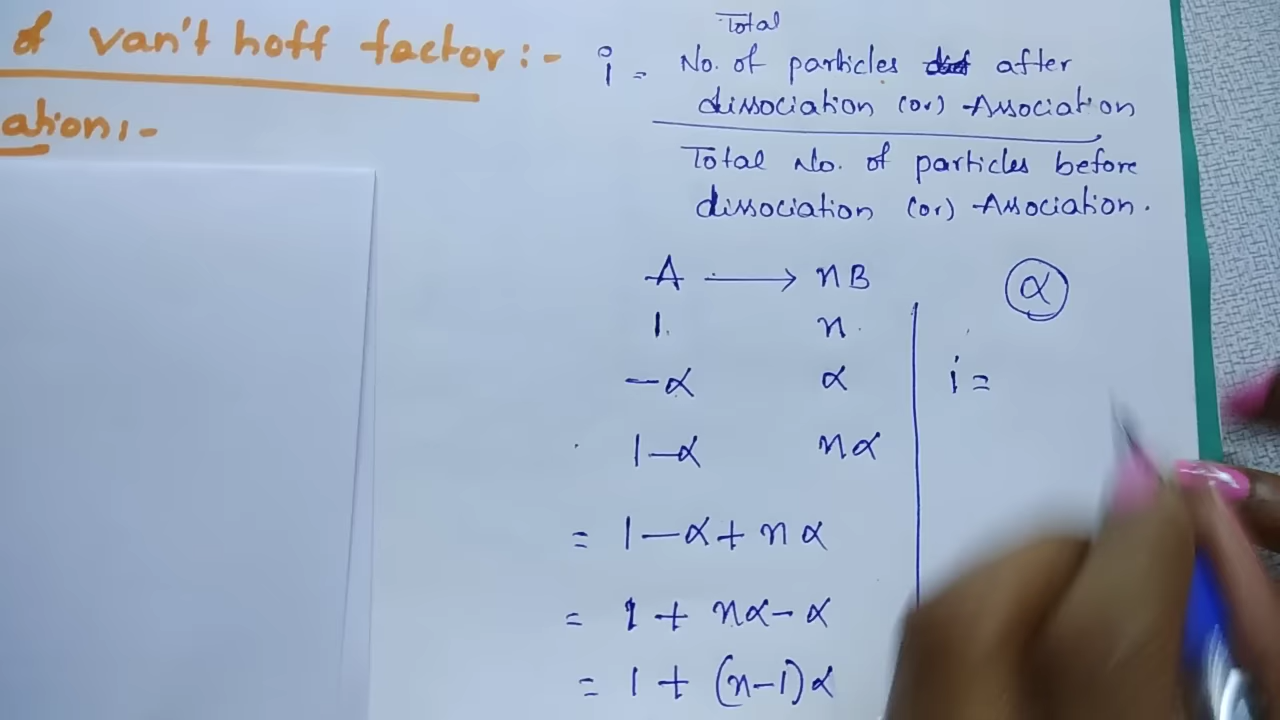 of van't hoff factor:-
ation:-
i =
Total
No. of particles after
dissociation (or) Association
Total No. of particles before
dissociation (or) Association.
A → nB
1 n
-α α
1-α nα
= 1-α+nα
= 1+nα-α
= 1+(n-1)α
α
i =